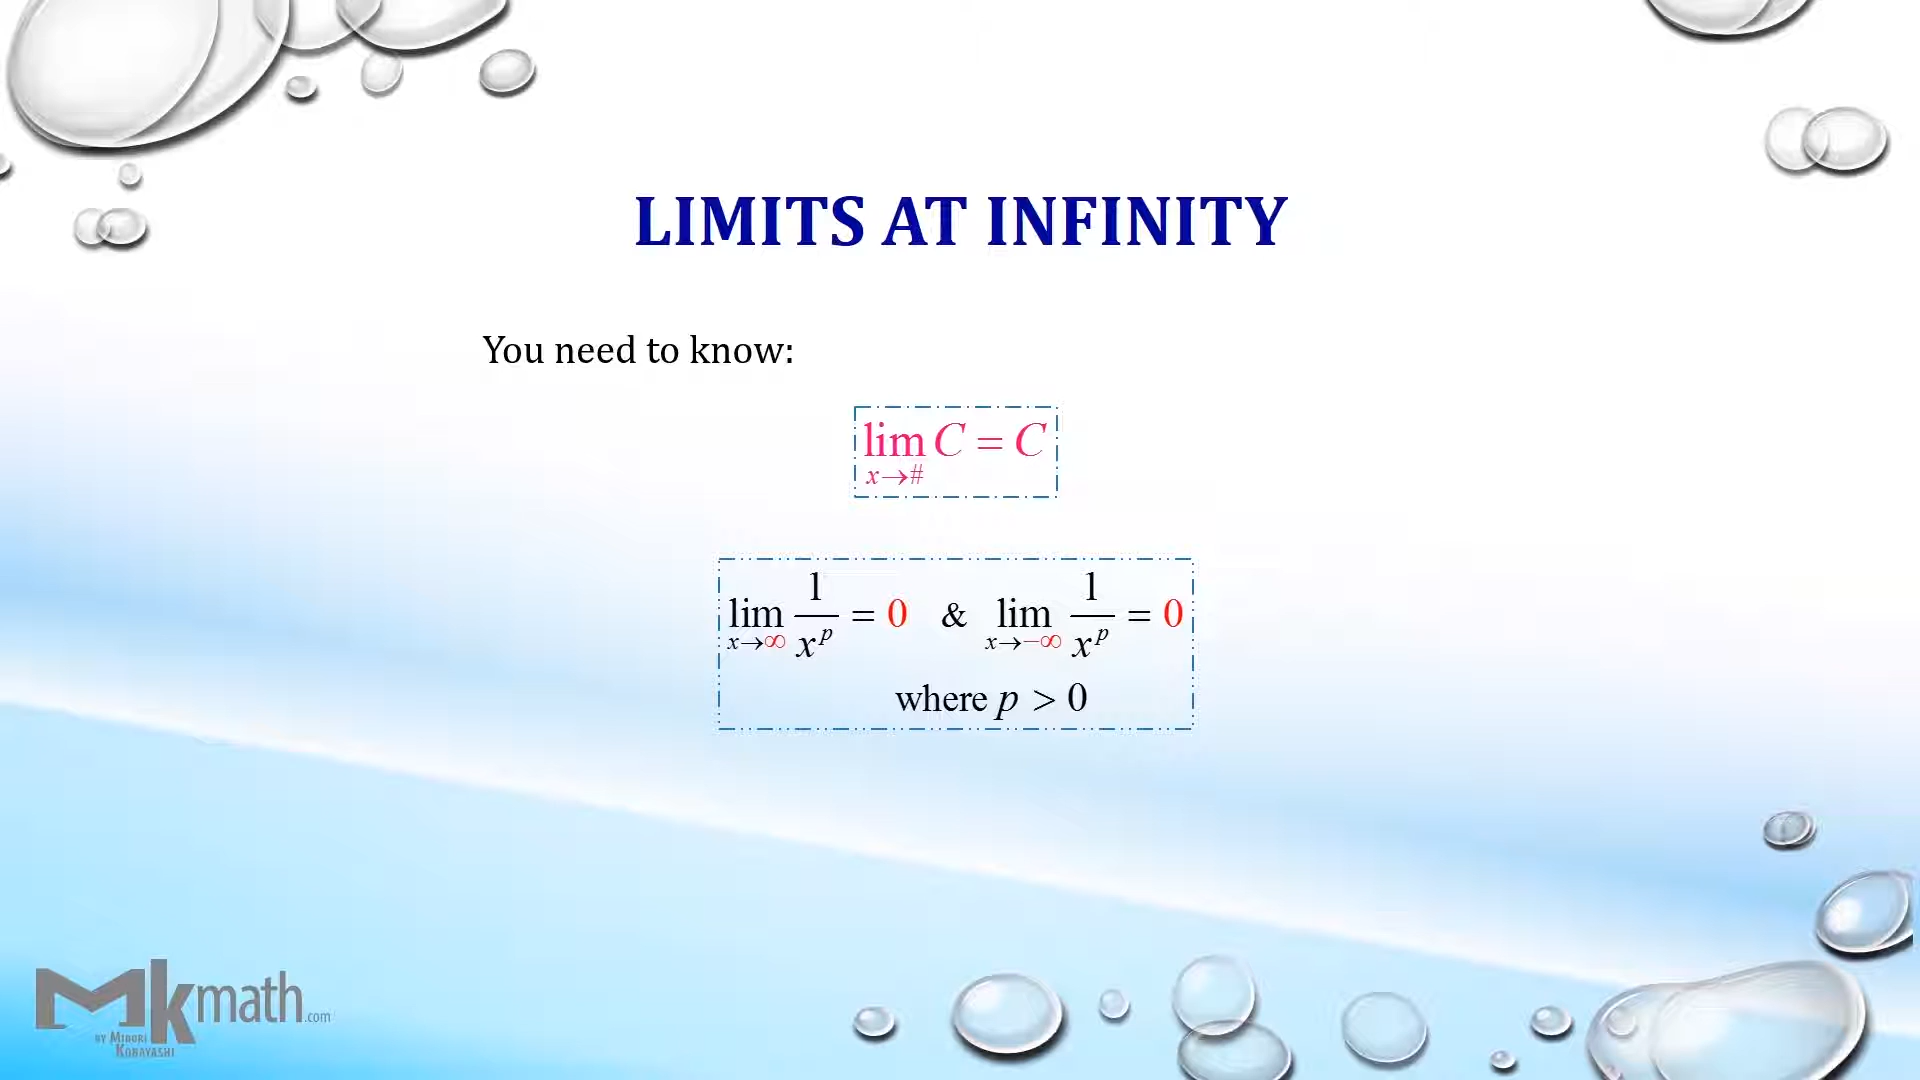 LIMITS AT INFINITY
You need to know:
lim C = C
x→#
lim 1/x^p = 0 & lim 1/x^p = 0
x→∞ x→−∞
where p > 0
Mkmath.com
BY MIDORI
KOBAYASHI